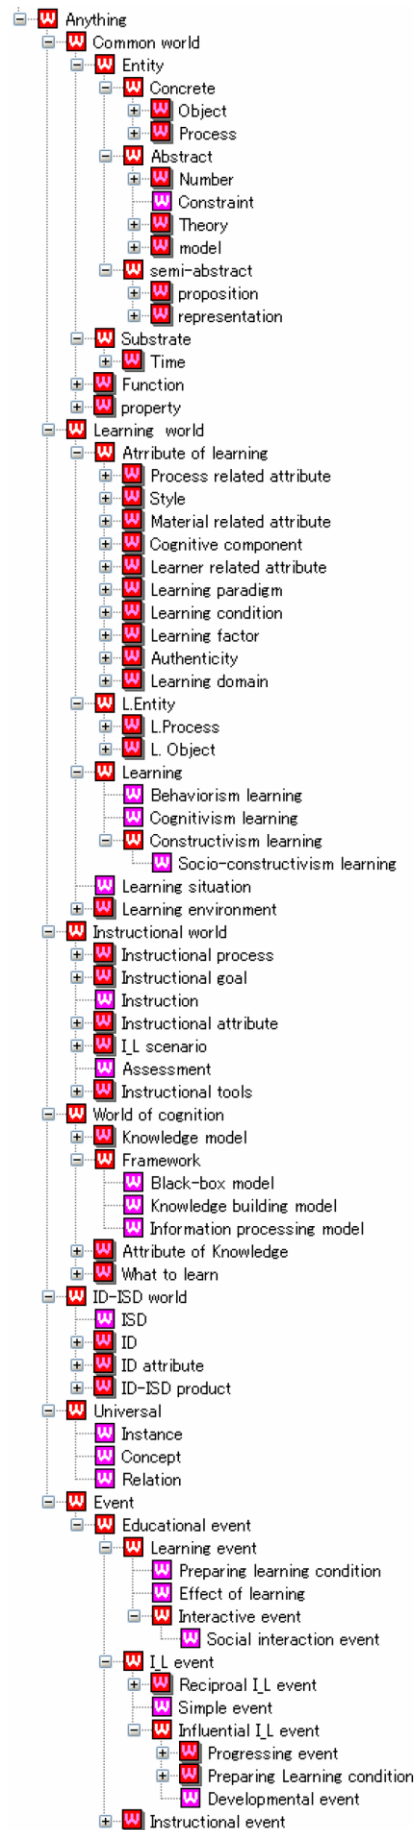 Anything
Common world
Entity
Concrete
Object
Process
Abstract
Number
Constraint
Theory
model
semi-abstract
proposition
representation
Substrate
Time
Function
property
Learning world
Atrribute of learning
Process related attribute
Style
Material related attribute
Cognitive component
Learner related attribute
Learning paradigm
Learning condition
Learning factor
Authenticity
Learning domain
L.Entity
L.Process
L. Object
Learning
Behaviorism learning
Cognitivism learning
Constructivism learning
Socio-constructivism learning
Learning situation
Learning environment
Instructional world
Instructional process
Instructional goal
Instruction
Instructional attribute
I_L scenario
Assessment
Instructional tools
World of cognition
Knowledge model
Framework
Black-box model
Knowledge building model
Information processing model
Attribute of Knowledge
What to learn
ID-ISD world
ISD
ID
ID attribute
ID-ISD product
Universal
Instance
Concept
Relation
Event
Educational event
Learning event
Preparing learning condition
Effect of learning
Interactive event
Social interaction event
I_L event
Reciproal I_L event
Simple event
Influential I_L event
Progressing event
Preparing Learning condition
Developmental event
Instructional event